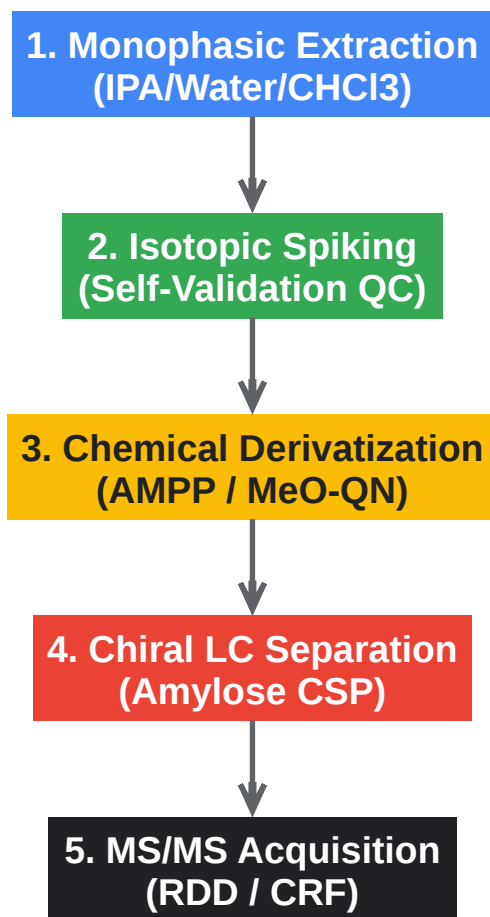 1. Monophasic Extraction
(IPA/Water/CHCl3)
2. Isotopic Spiking
(Self-Validation QC)
3. Chemical Derivatization
(AMPP / MeO-QN)
4. Chiral LC Separation
(Amylose CSP)
5. MS/MS Acquisition
(RDD / CRF)